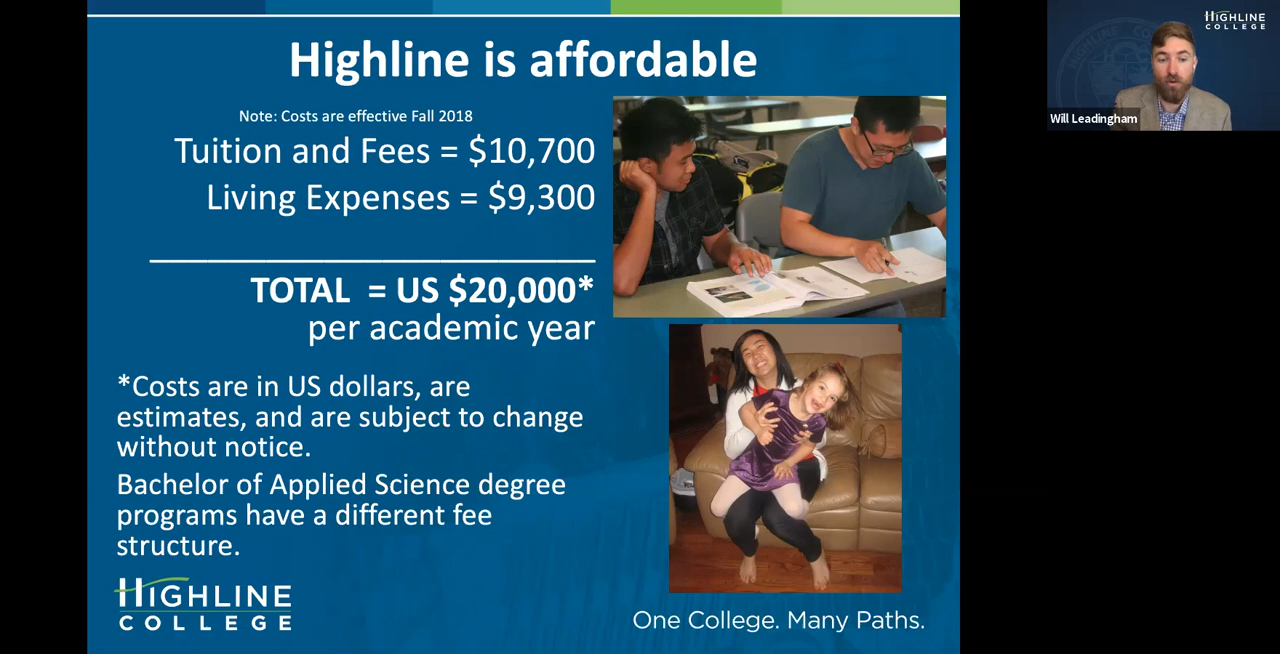 Highline is affordable
Note: Costs are effective Fall 2018
Tuition and Fees = $10,700
Living Expenses = $9,300
TOTAL = US $20,000*
per academic year
*Costs are in US dollars, are
estimates, and are subject to change
without notice.
Bachelor of Applied Science degree
programs have a different fee
structure.
HIGHLINE
COLLEGE
One College. Many Paths.
HIGHLINE
COLLEGE
Will Leadingham